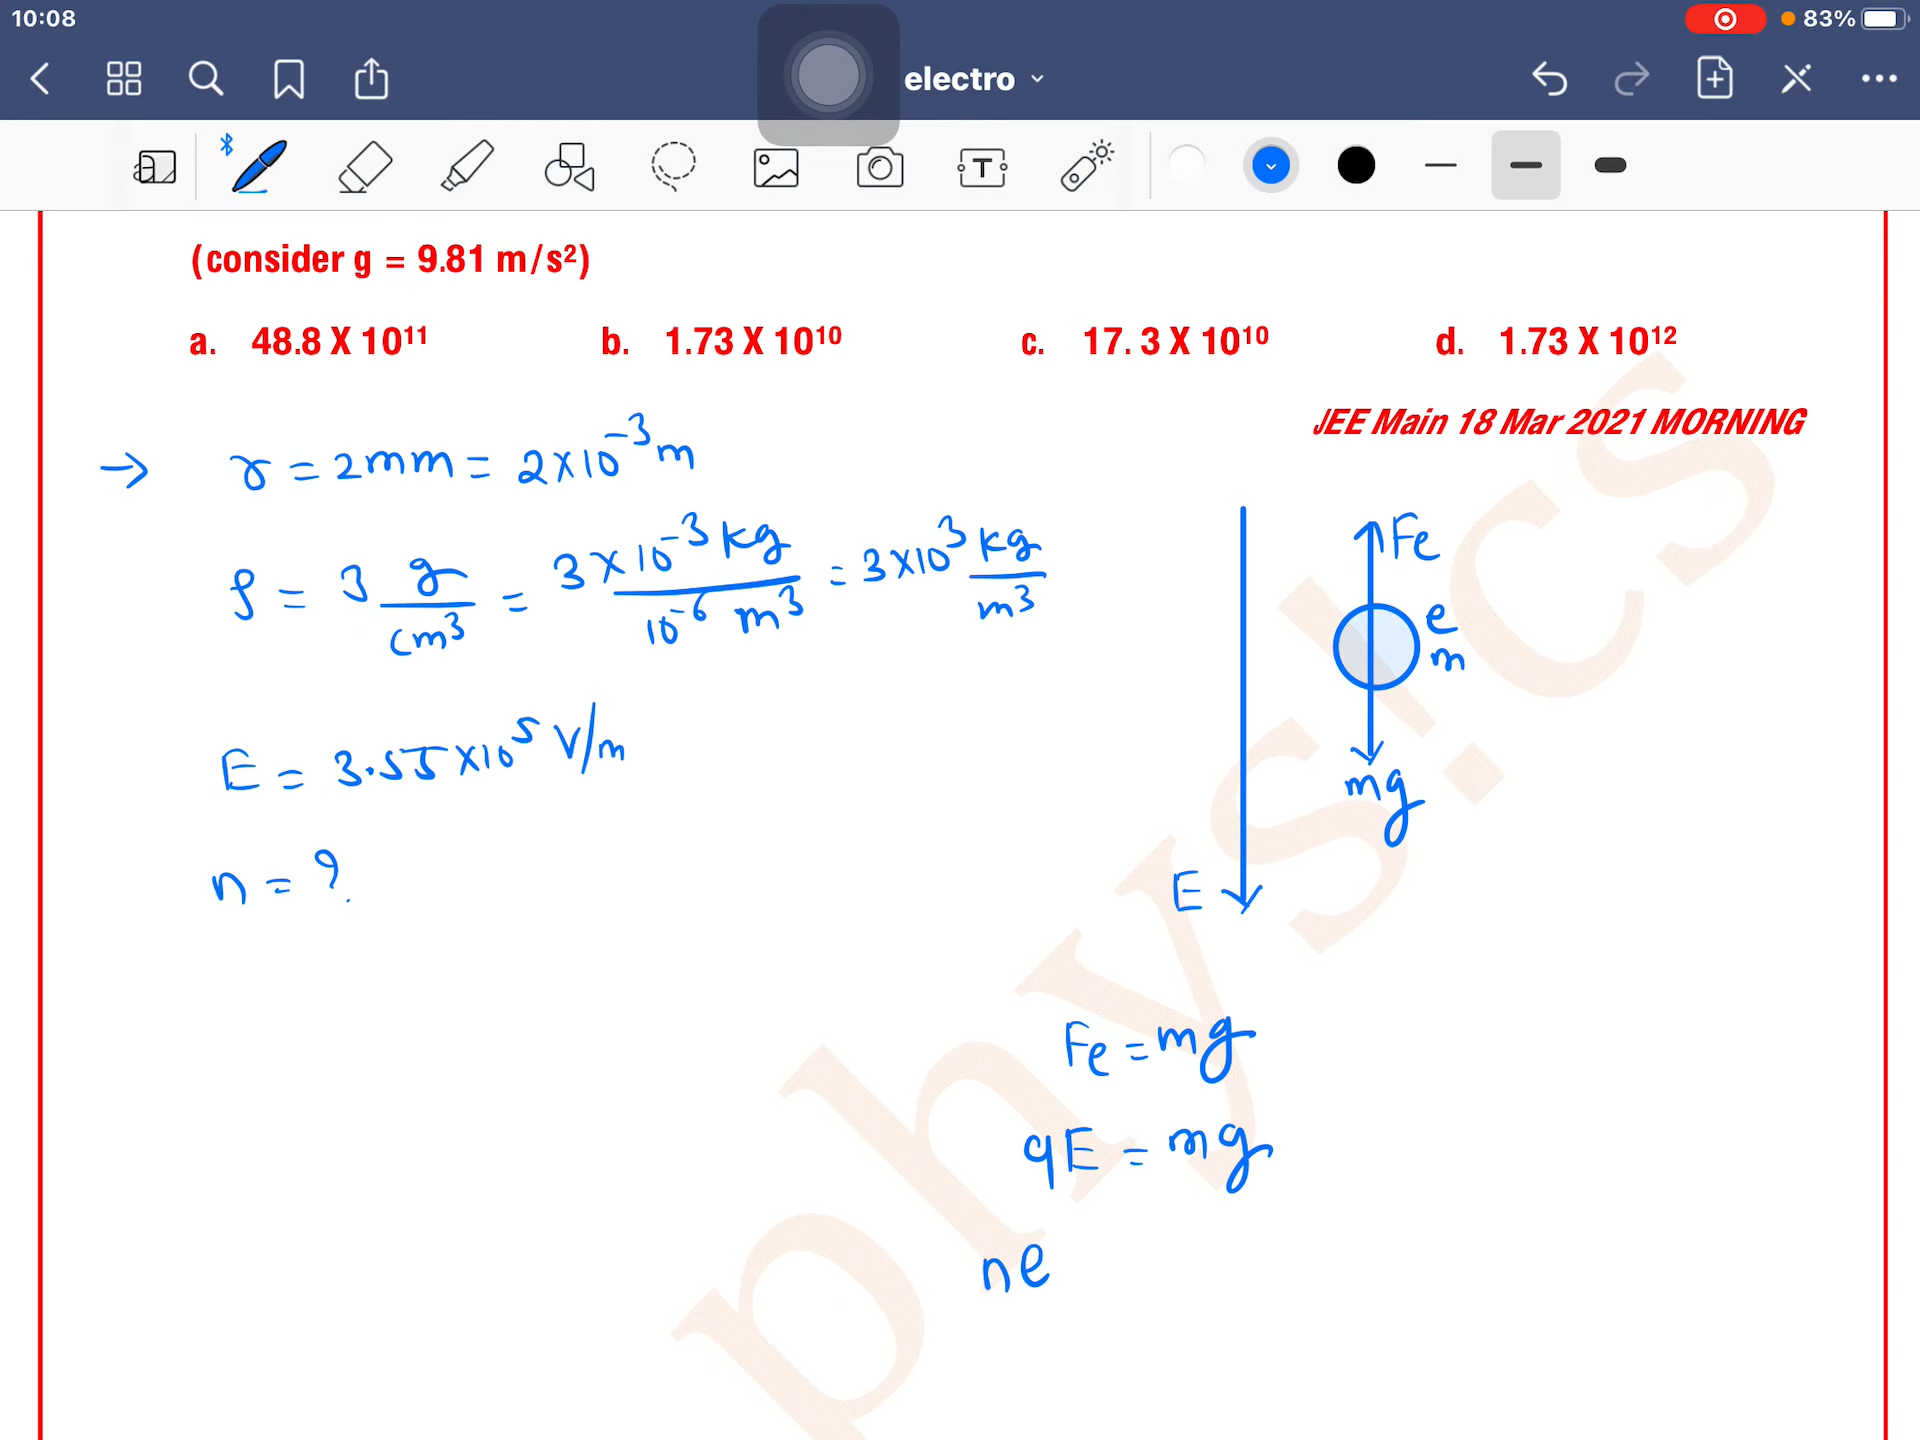 10:08
83%
electro
T
(consider g = 9.81 m/s²)
a. 48.8 X 10¹¹ b. 1.73 X 10¹⁰ c. 17. 3 X 10¹⁰ d. 1.73 X 10¹²
JEE Main 18 Mar 2021 MORNING
→ r = 2mm = 2×10⁻³ m
ρ = 3 g/cm³ = 3×10⁻³ kg/10⁻⁶ m³ = 3×10³ kg/m³
Fe
e
m
mg
E = 3.55×10⁵ V/m
n = ?
E
Fe = mg
qE = mg
ne
phys!cs